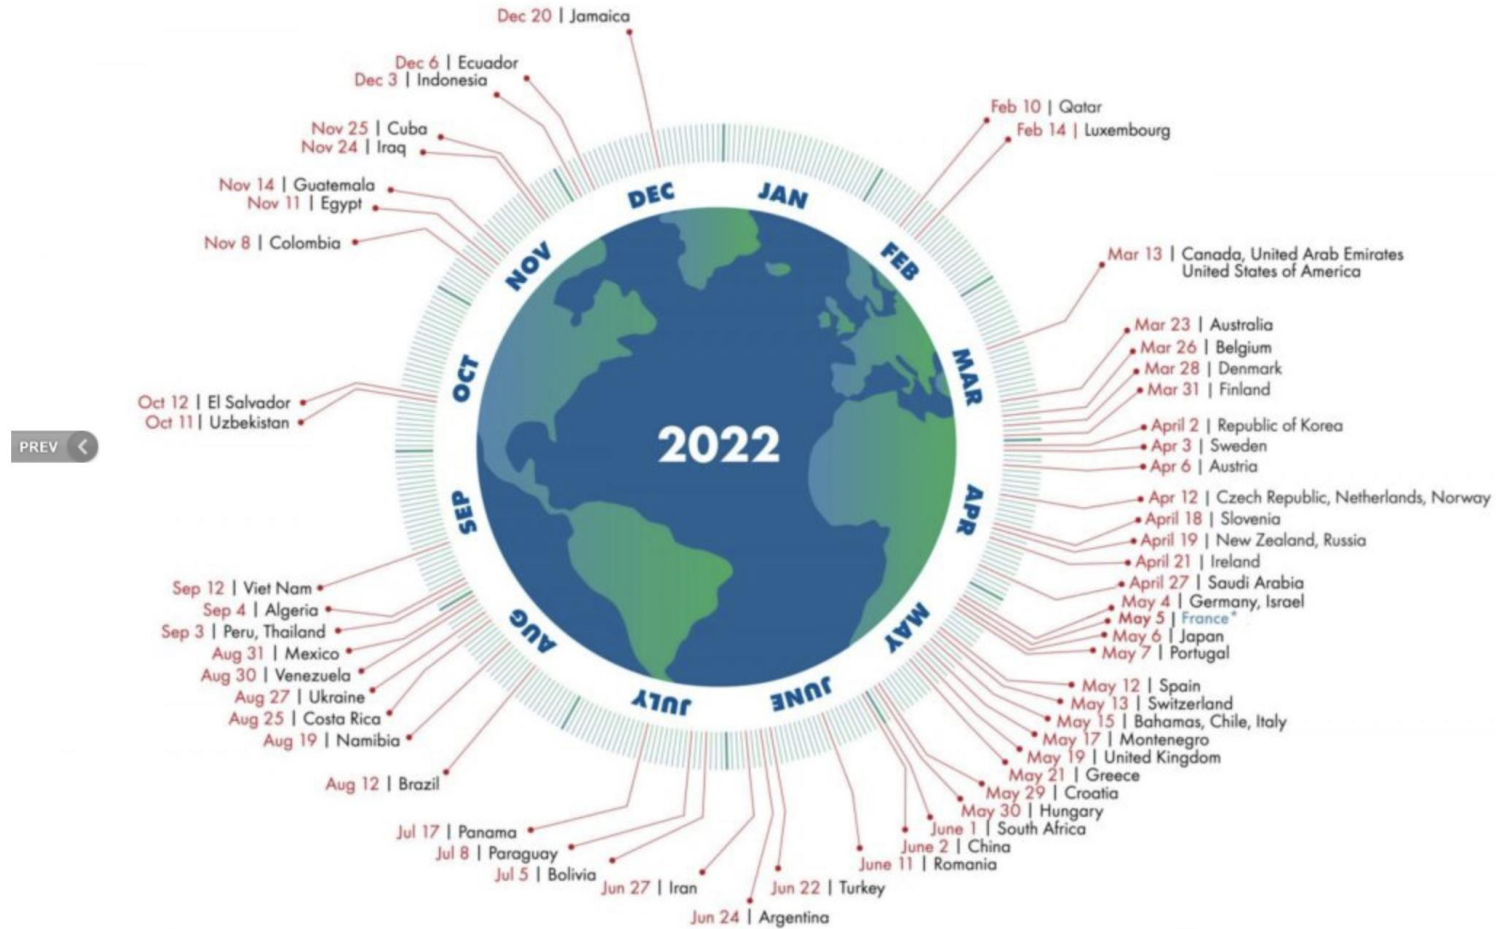 Dec 20 | Jamaica
Dec 6 | Ecuador
Dec 3 | Indonesia
Nov 25 | Cuba
Nov 24 | Iraq
Nov 14 | Guatemala
Nov 11 | Egypt
Nov 8 | Colombia
Oct 12 | El Salvador
Oct 11 | Uzbekistan
PREV
Sep 12 | Viet Nam
Sep 4 | Algeria
Sep 3 | Peru, Thailand
Aug 31 | Mexico
Aug 30 | Venezuela
Aug 27 | Ukraine
Aug 25 | Costa Rica
Aug 19 | Namibia
Aug 12 | Brazil
Jul 17 | Panama
Jul 8 | Paraguay
Jul 5 | Bolivia
Jun 27 | Iran
Jun 24 | Argentina
Jun 22 | Turkey
JAN
FEB
MAR
APR
MAY
JUNE
JULY
AUG
SEP
OCT
NOV
DEC
2022
Feb 10 | Qatar
Feb 14 | Luxembourg
Mar 13 | Canada, United Arab Emirates
United States of America
Mar 23 | Australia
Mar 26 | Belgium
Mar 28 | Denmark
Mar 31 | Finland
April 2 | Republic of Korea
Apr 3 | Sweden
Apr 6 | Austria
Apr 12 | Czech Republic, Netherlands, Norway
April 18 | Slovenia
April 19 | New Zealand, Russia
April 21 | Ireland
April 27 | Saudi Arabia
May 4 | Germany, Israel
May 5 | France*
May 6 | Japan
May 7 | Portugal
May 12 | Spain
May 13 | Switzerland
May 15 | Bahamas, Chile, Italy
May 17 | Montenegro
May 19 | United Kingdom
May 21 | Greece
May 29 | Croatia
May 30 | Hungary
June 1 | South Africa
June 2 | China
June 11 | Romania